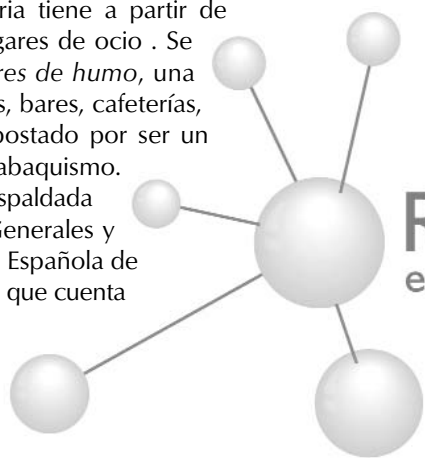 ria tiene a partir de
gares de ocio . Se
res de humo, una
s, bares, cafeterías,
postado por ser un
abaquismo.
spaldada
Generales y
Española de
que cuenta
R
e